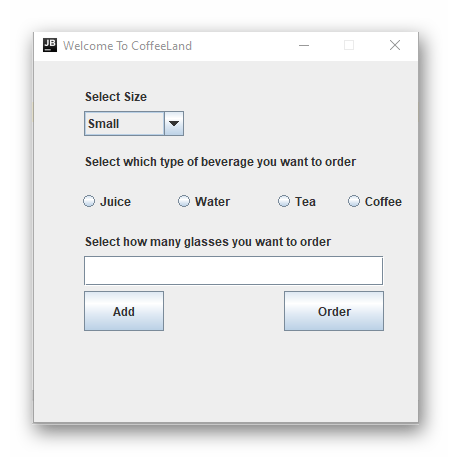 JB Welcome To CoffeeLand
Select Size
Small
Select which type of beverage you want to order
Juice Water Tea Coffee
Select how many glasses you want to order
Add Order